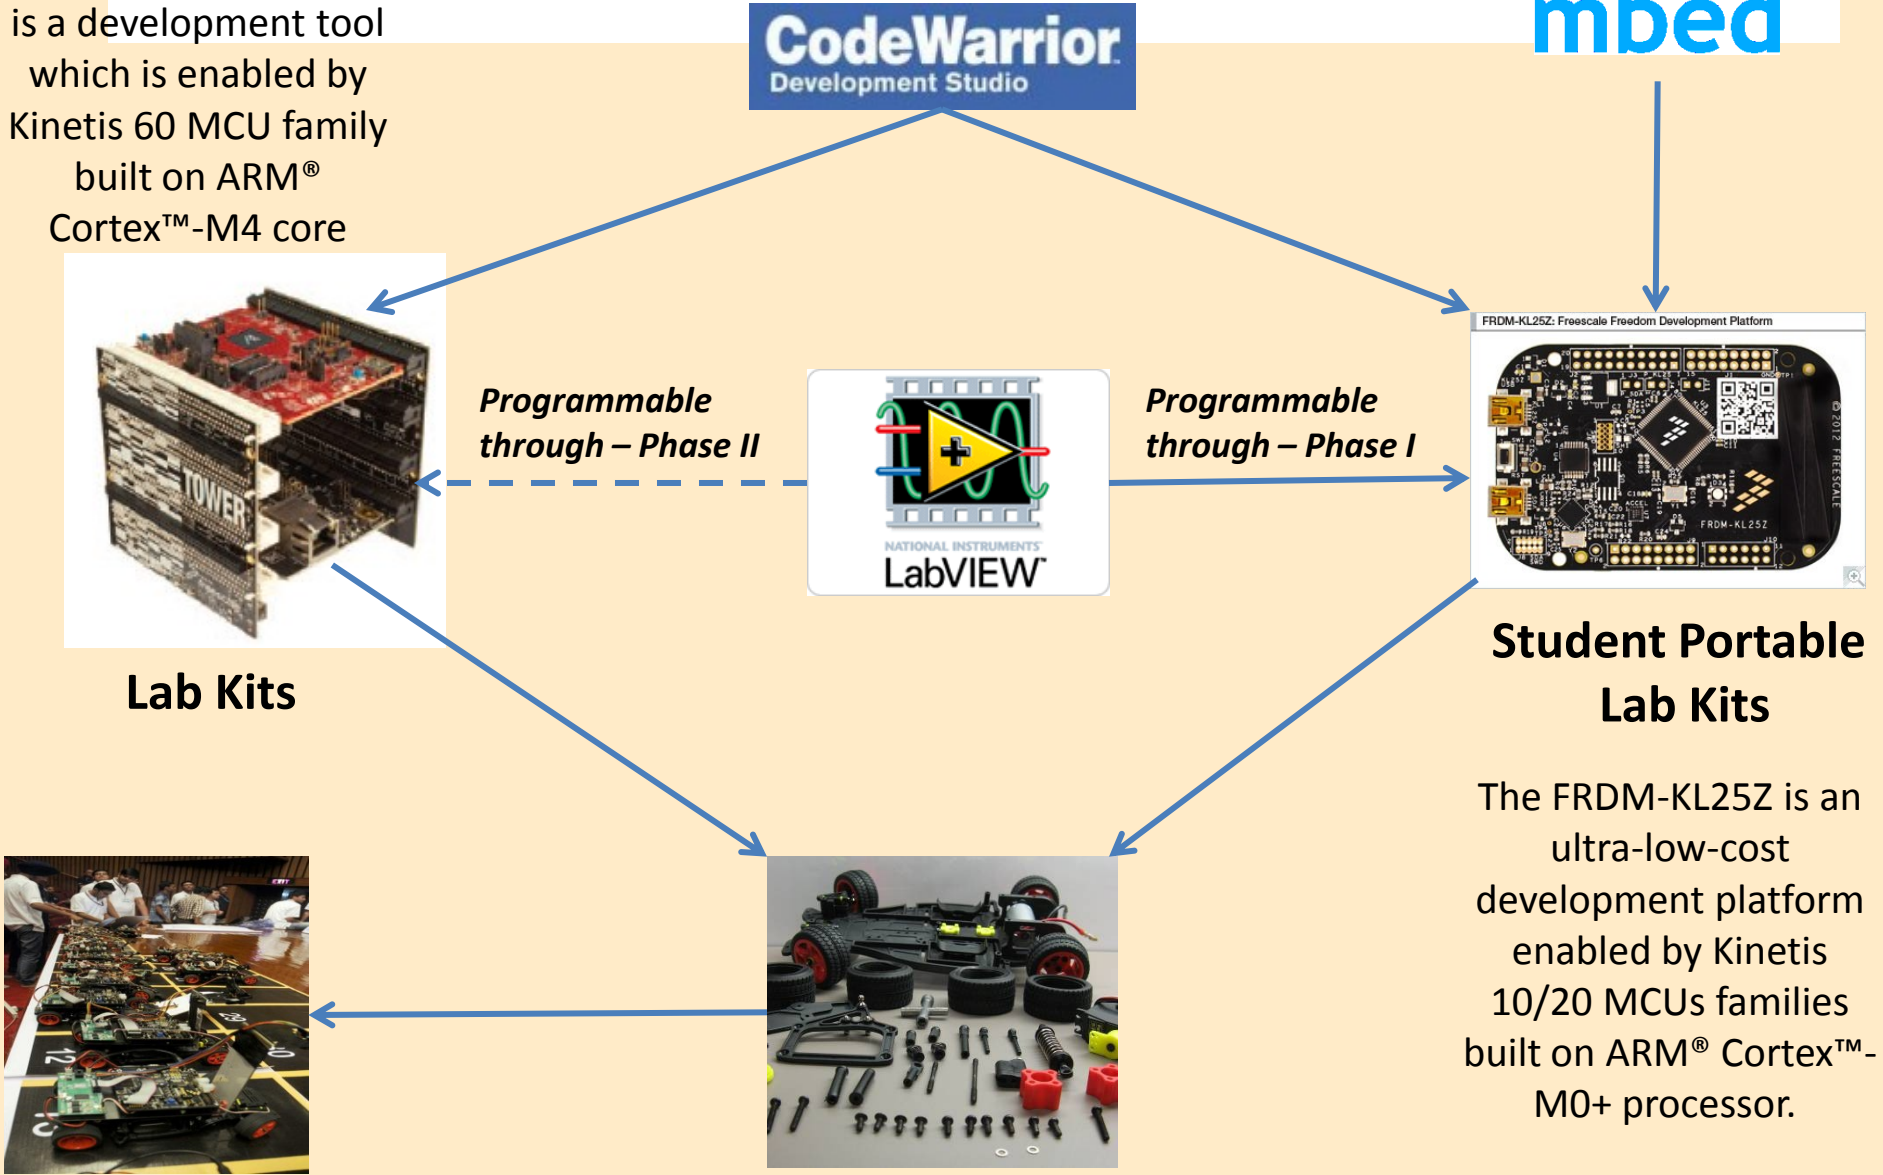 is a development tool
which is enabled by
Kinetis 60 MCU family
built on ARM®
Cortex™-M4 core
CodeWarrior
Development Studio
mbed
TOWER
Lab Kits
Programmable
through – Phase II
NATIONAL INSTRUMENTS
LabVIEW™
Programmable
through – Phase I
FRDM-KL25Z: Freescale Freedom Development Platform
© 2012 FREESCALE
FRDM-KL25Z
Student Portable
Lab Kits
The FRDM-KL25Z is an
ultra-low-cost
development platform
enabled by Kinetis
10/20 MCUs families
built on ARM® Cortex™-
M0+ processor.